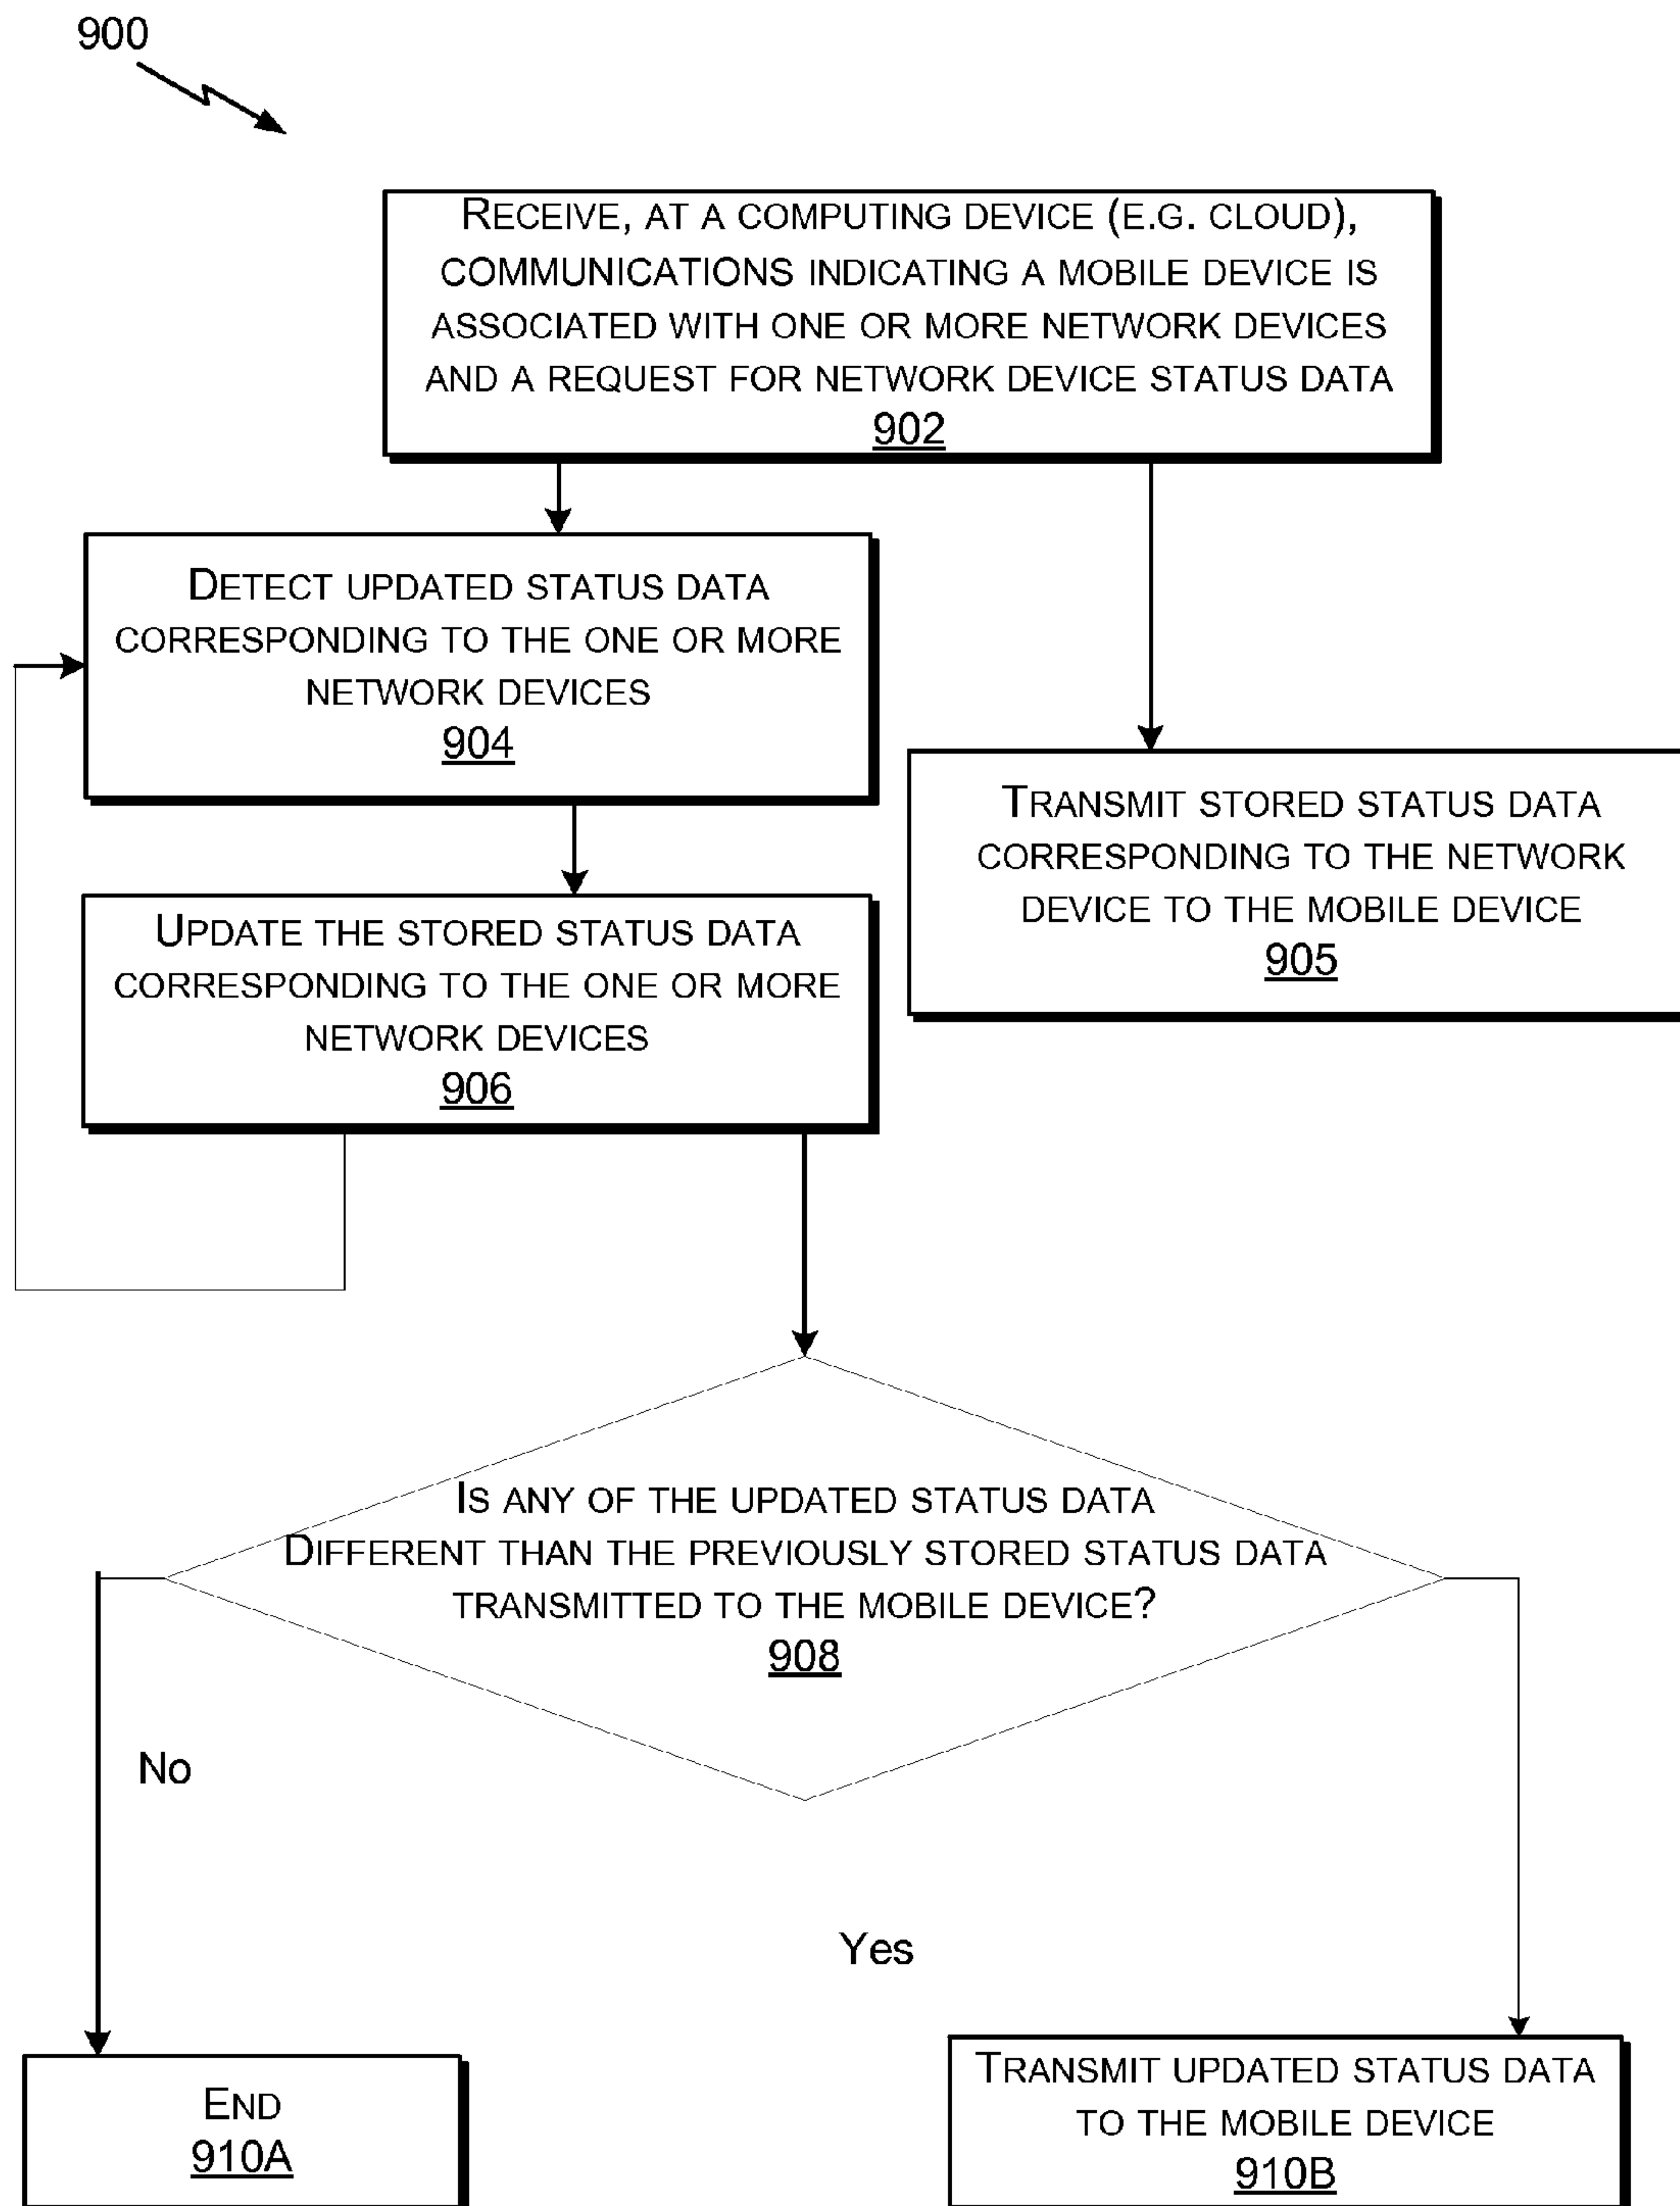 900
RECEIVE, AT A COMPUTING DEVICE (E.G. CLOUD),
COMMUNICATIONS INDICATING A MOBILE DEVICE IS
ASSOCIATED WITH ONE OR MORE NETWORK DEVICES
AND A REQUEST FOR NETWORK DEVICE STATUS DATA
902
DETECT UPDATED STATUS DATA
CORRESPONDING TO THE ONE OR MORE
NETWORK DEVICES
904
TRANSMIT STORED STATUS DATA
CORRESPONDING TO THE NETWORK
DEVICE TO THE MOBILE DEVICE
905
UPDATE THE STORED STATUS DATA
CORRESPONDING TO THE ONE OR MORE
NETWORK DEVICES
906
IS ANY OF THE UPDATED STATUS DATA
DIFFERENT THAN THE PREVIOUSLY STORED STATUS DATA
TRANSMITTED TO THE MOBILE DEVICE?
908
No
Yes
END
910A
TRANSMIT UPDATED STATUS DATA
TO THE MOBILE DEVICE
910B